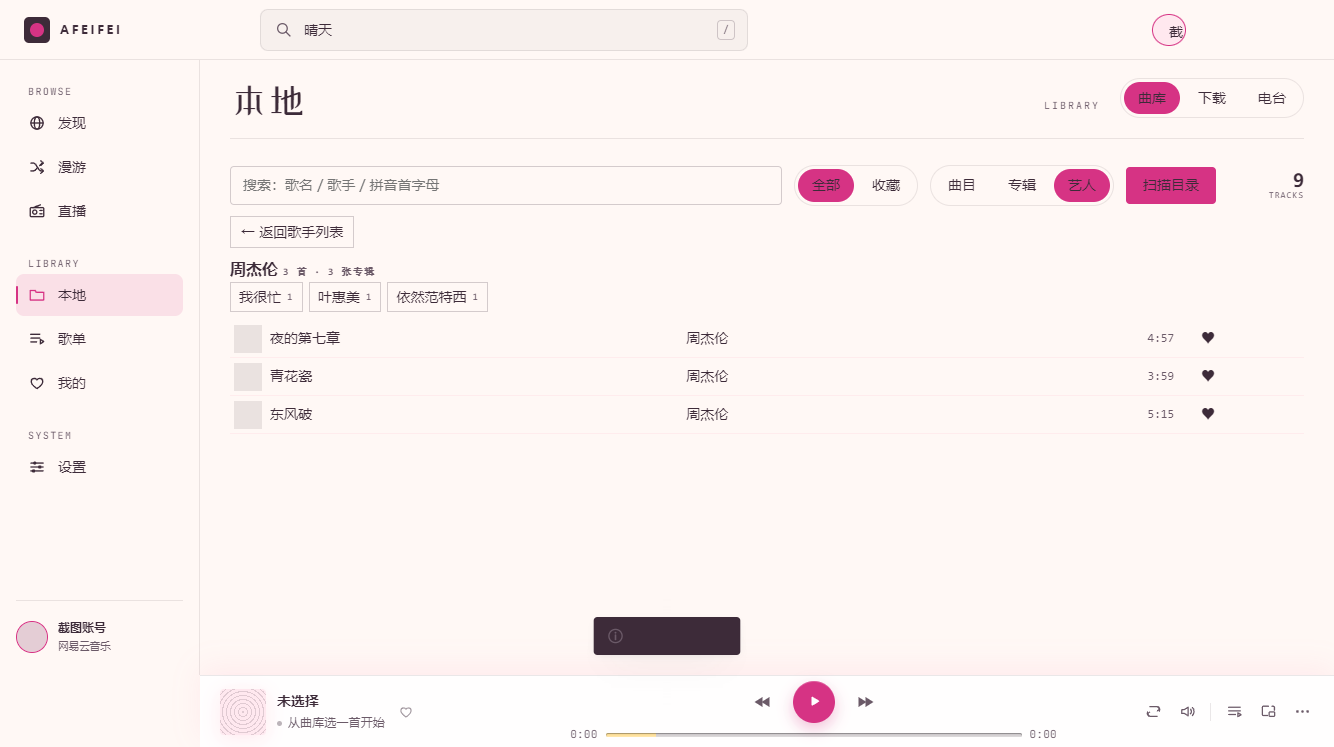 AFEIFEI
晴天
/
截
BROWSE
发现
漫游
直播
LIBRARY
本地
歌单
我的
SYSTEM
设置
截图账号
网易云音乐
本地
LIBRARY
曲库
下载
电台
搜索: 歌名 / 歌手 / 拼音首字母
全部
收藏
曲目
专辑
艺人
扫描目录
9
TRACKS
← 返回歌手列表
周杰伦 3 首 · 3 张专辑
我很忙 1
叶惠美 1
依然范特西 1
夜的第七章 周杰伦 4:57
青花瓷 周杰伦 3:59
东风破 周杰伦 5:15
未选择
从曲库选一首开始
0:00
0:00